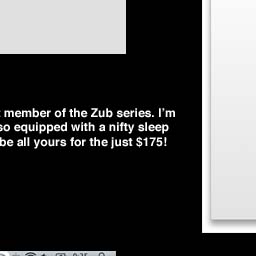 member of the Zub series. I'm
so equipped with a nifty sleep
be all yours for the just $175!